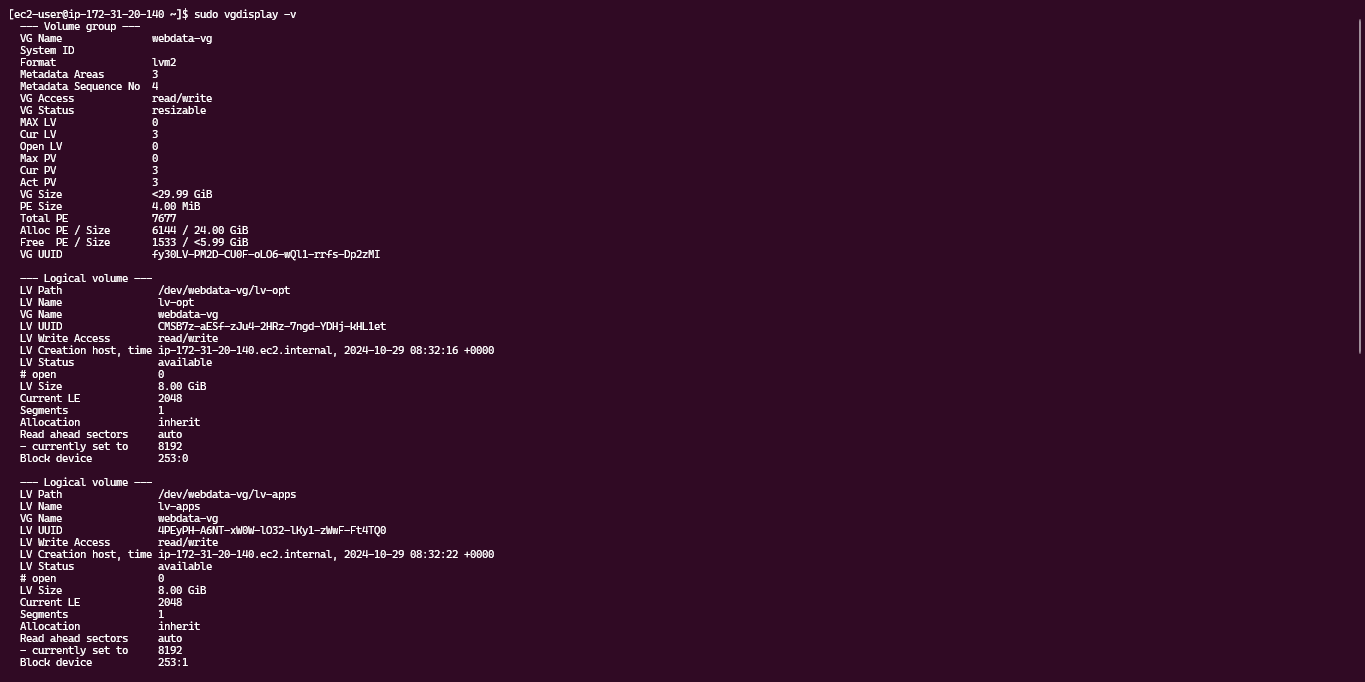 [ec2-user@ip-172-31-20-140 ~]$ sudo vgdisplay -v
--- Volume group ---
VG Name webdata-vg
System ID
Format lvm2
Metadata Areas 3
Metadata Sequence No 4
VG Access read/write
VG Status resizable
MAX LV 0
Cur LV 3
Open LV 0
Max PV 0
Cur PV 3
Act PV 3
VG Size <29.99 GiB
PE Size 4.00 MiB
Total PE 7677
Alloc PE / Size 6144 / 24.00 GiB
Free PE / Size 1533 / <5.99 GiB
VG UUID fy30LV-PM2D-CU0F-oLO6-wQl1-rrfs-Dp2zMI
--- Logical volume ---
LV Path /dev/webdata-vg/lv-opt
LV Name lv-opt
VG Name webdata-vg
LV UUID CMSB7z-aESf-zJu4-2HRz-7ngd-YDHj-kHL1et
LV Write Access read/write
LV Creation host, time ip-172-31-20-140.ec2.internal, 2024-10-29 08:32:16 +0000
LV Status available
# open 0
LV Size 8.00 GiB
Current LE 2048
Segments 1
Allocation inherit
Read ahead sectors auto
- currently set to 8192
Block device 253:0
--- Logical volume ---
LV Path /dev/webdata-vg/lv-apps
LV Name lv-apps
VG Name webdata-vg
LV UUID 4PEyPH-A6NT-xW0W-lO32-lKy1-zWwF-Ft4TQ0
LV Write Access read/write
LV Creation host, time ip-172-31-20-140.ec2.internal, 2024-10-29 08:32:22 +0000
LV Status available
# open 0
LV Size 8.00 GiB
Current LE 2048
Segments 1
Allocation inherit
Read ahead sectors auto
- currently set to 8192
Block device 253:1